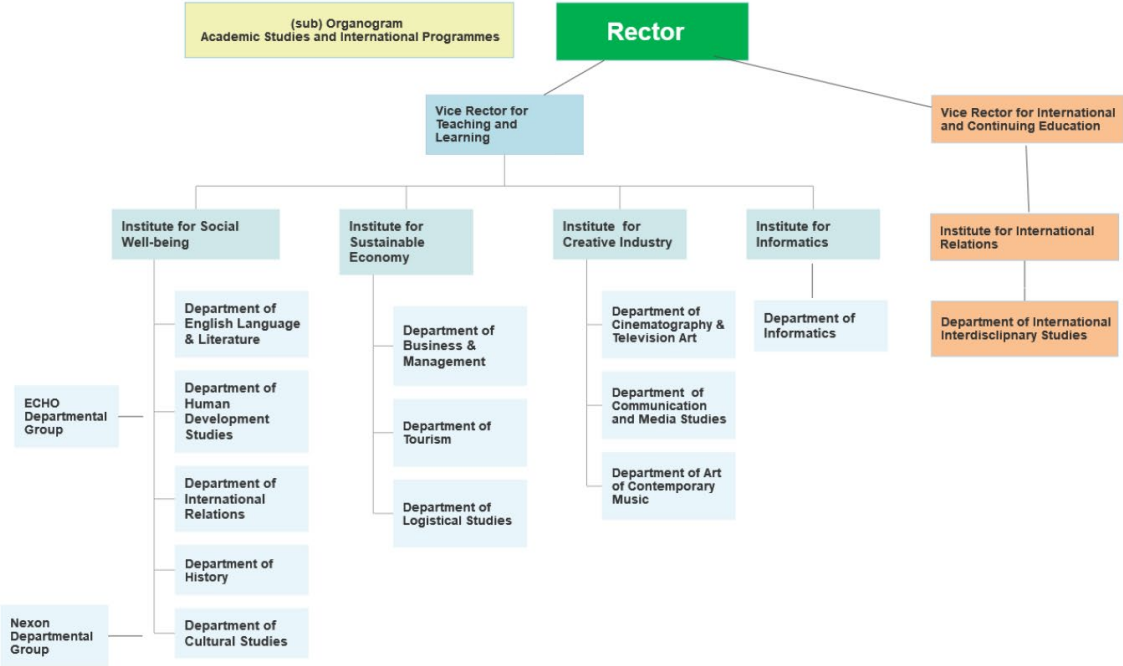 (sub) Organogram
Academic Studies and International Programmes
Rector
Vice Rector for
Teaching and
Learning
Vice Rector for International
and Continuing Education
Institute for Social
Well-being
Institute for
Sustainable
Economy
Institute for
Creative Industry
Institute for
Informatics
Institute for International
Relations
Department of
English Language
& Literature
Department of
Human
Development
Studies
Department of
International
Relations
Department of
History
Department of
Cultural Studies
ECHO
Departmental
Group
Nexon
Departmental
Group
Department of
Business &
Management
Department of
Tourism
Department of
Logistical Studies
Department of
Cinematography &
Television Art
Department of
Communication
and Media Studies
Department of Art
of Contemporary
Music
Department of
Informatics
Department of International
Interdisclipnary Studies